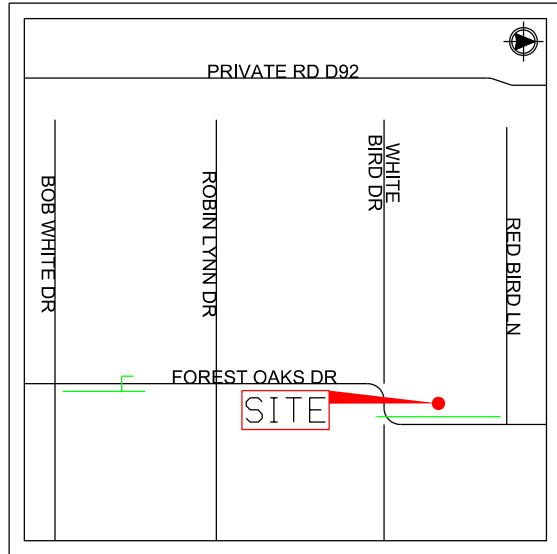 PRIVATE RD D92
BOB WHITE DR
ROBIN LYNN DR
WHITE
BIRD DR
RED BIRD LN
FOREST OAKS DR
SITE